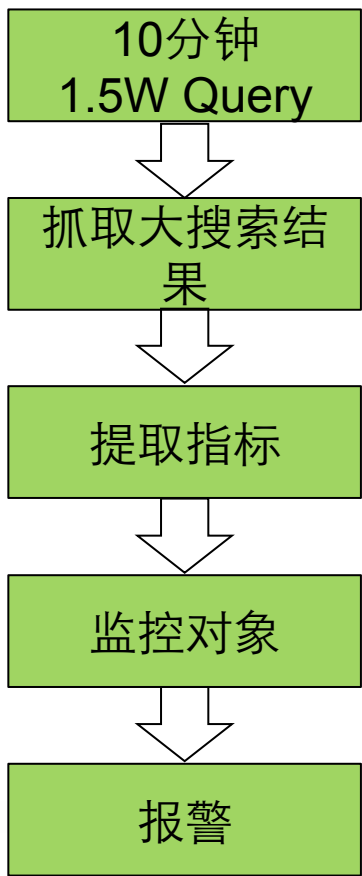 10分钟
1.5W Query
抓取大搜索结
果
提取指标
监控对象
报警